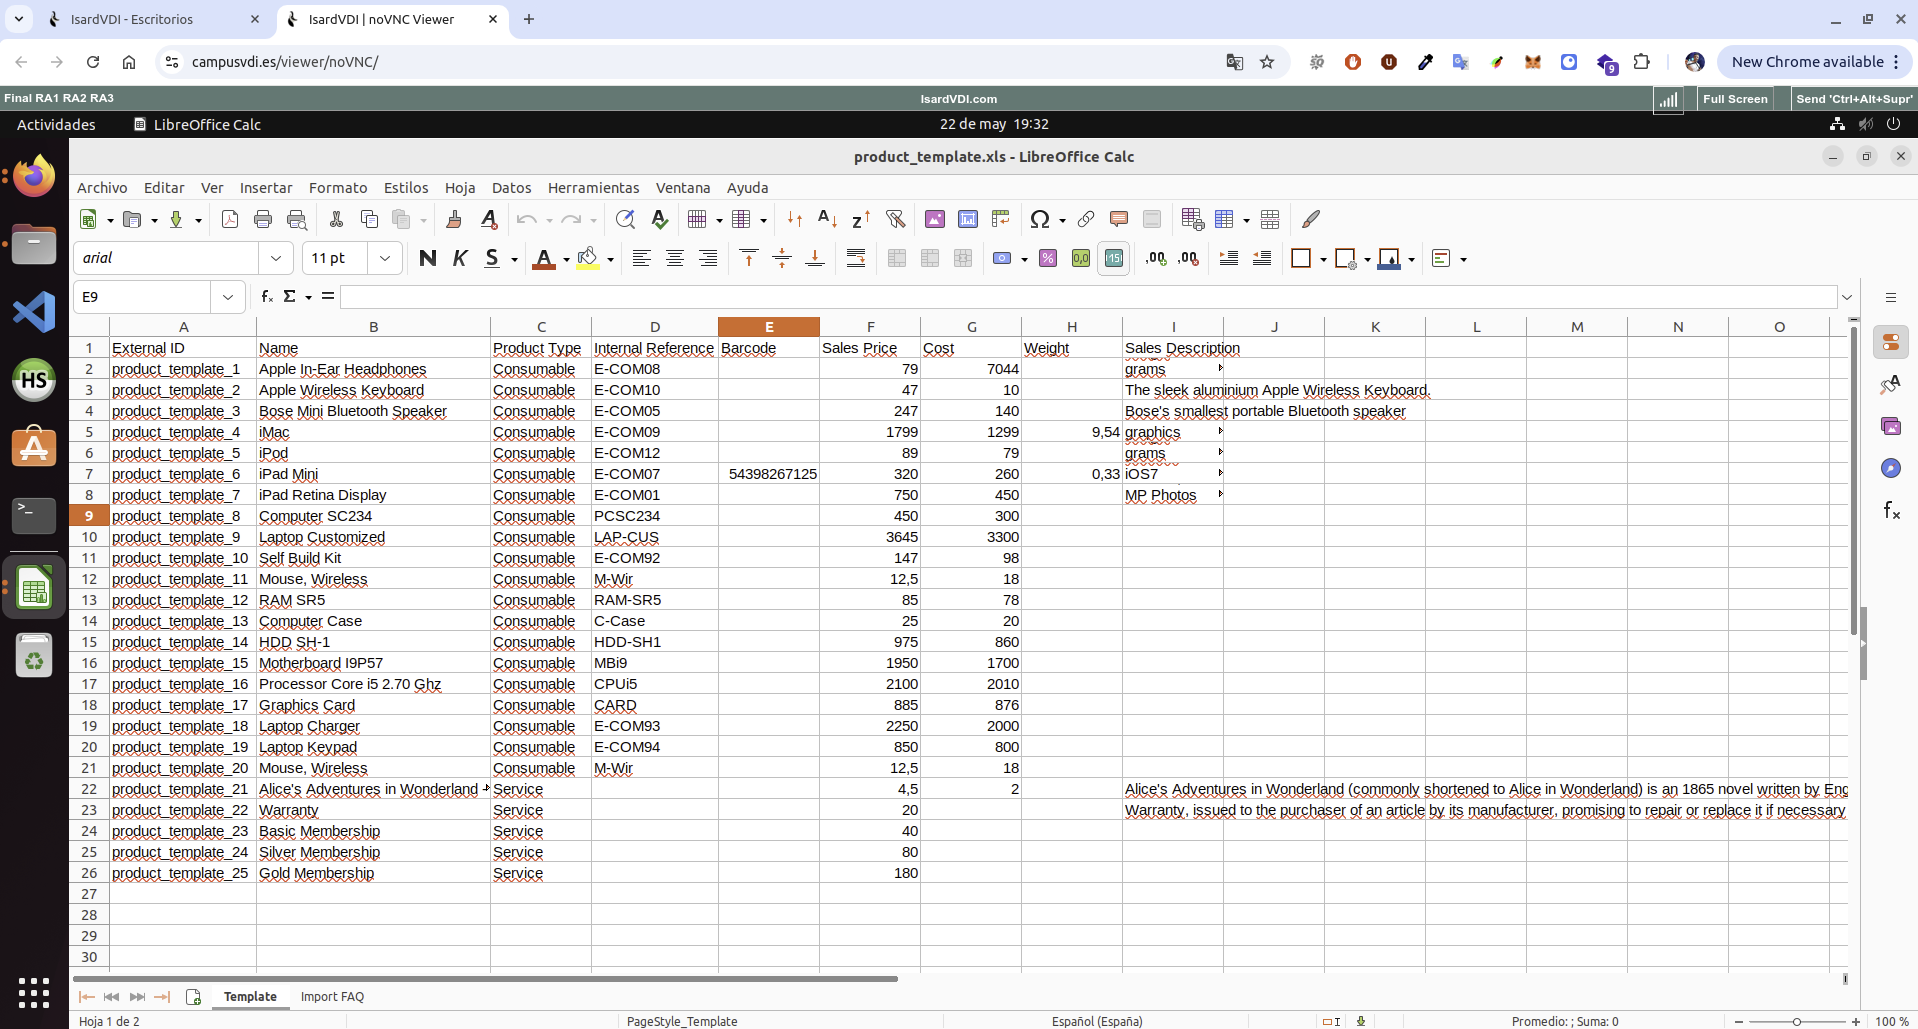 IsardVDI - Escritorios
IsardVDI | noVNC Viewer
campusvdi.es/viewer/noVNC/
9
New Chrome available
Final RA1 RA2 RA3
IsardVDI.com
Full Screen
Send 'Ctrl+Alt+Supr'
Actividades
LibreOffice Calc
22 de may 19:32
product_template.xls - LibreOffice Calc
Archivo Editar Ver Insertar Formato Estilos Hoja Datos Herramientas Ventana Ayuda
arial
11 pt
N K S
E9
A B C D E F G H I J K L M N O
1 External ID Name Product Type Internal Reference Barcode Sales Price Cost Weight Sales Description
2 product_template_1 Apple In-Ear Headphones Consumable E-COM08 79 7044 grams
3 product_template_2 Apple Wireless Keyboard Consumable E-COM10 47 10 The sleek aluminium Apple Wireless Keyboard.
4 product_template_3 Bose Mini Bluetooth Speaker Consumable E-COM05 247 140 Bose's smallest portable Bluetooth speaker
5 product_template_4 iMac Consumable E-COM09 1799 1299 9,54 graphics
6 product_template_5 iPod Consumable E-COM12 89 79 grams
7 product_template_6 iPad Mini Consumable E-COM07 54398267125 320 260 0,33 iOS7
8 product_template_7 iPad Retina Display Consumable E-COM01 750 450 MP Photos
9 product_template_8 Computer SC234 Consumable PCSC234 450 300
10 product_template_9 Laptop Customized Consumable LAP-CUS 3645 3300
11 product_template_10 Self Build Kit Consumable E-COM92 147 98
12 product_template_11 Mouse, Wireless Consumable M-Wir 12,5 18
13 product_template_12 RAM SR5 Consumable RAM-SR5 85 78
14 product_template_13 Computer Case Consumable C-Case 25 20
15 product_template_14 HDD SH-1 Consumable HDD-SH1 975 860
16 product_template_15 Motherboard I9P57 Consumable MBi9 1950 1700
17 product_template_16 Processor Core i5 2.70 Ghz Consumable CPUi5 2100 2010
18 product_template_17 Graphics Card Consumable CARD 885 876
19 product_template_18 Laptop Charger Consumable E-COM93 2250 2000
20 product_template_19 Laptop Keypad Consumable E-COM94 850 800
21 product_template_20 Mouse, Wireless Consumable M-Wir 12,5 18
22 product_template_21 Alice's Adventures in Wonderland Service 4,5 2 Alice's Adventures in Wonderland (commonly shortened to Alice in Wonderland) is an 1865 novel written by Eng
23 product_template_22 Warranty Service 20 Warranty, issued to the purchaser of an article by its manufacturer, promising to repair or replace it if necessary
24 product_template_23 Basic Membership Service 40
25 product_template_24 Silver Membership Service 80
26 product_template_25 Gold Membership Service 180
27
28
29
30
Template Import FAQ
Hoja 1 de 2
PageStyle_Template
Español (España)
Promedio: ; Suma: 0
100 %